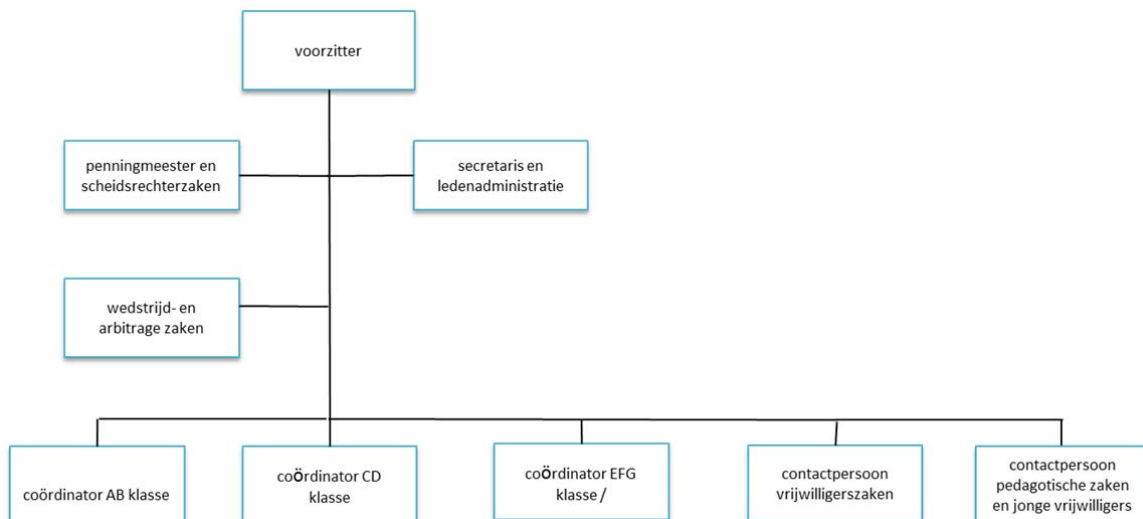 voorzitter
penningmeester en
scheidsrechterzaken
secretaris en
ledenadministratie
wedstrijd- en
arbitrage zaken
coördinator AB klasse
coördinator CD
klasse
coördinator EFG
klasse /
contactpersoon
vrijwilligerszaken
contactpersoon
pedagotische zaken
en jonge vrijwilligers